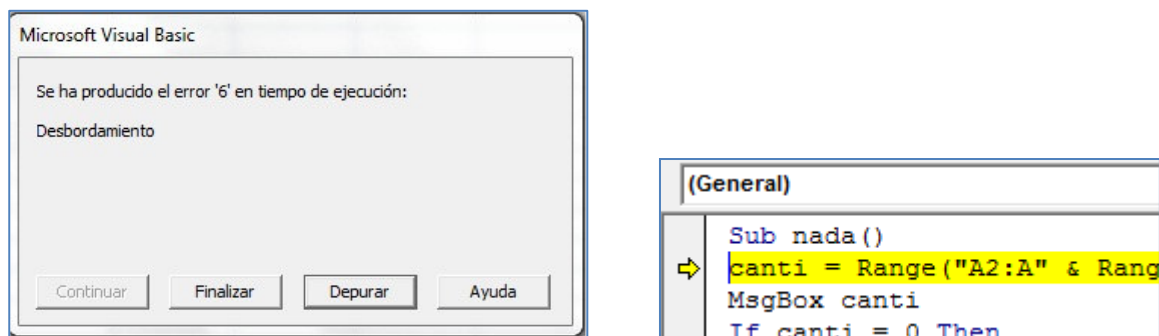 Microsoft Visual Basic
Se ha producido el error '6' en tiempo de ejecución:
Desbordamiento
Continuar Finalizar Depurar Ayuda
(General)
Sub nada()
canti = Range("A2:A" & Rang
MsgBox canti
If canti = 0 Then